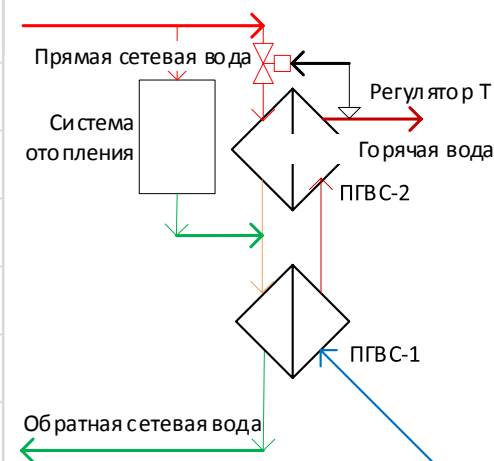 Прямая сетевая вода
Регулятор Т
Система
отопления
Горячая вода
ПГВС-2
ПГВС-1
Обратная сетевая вода